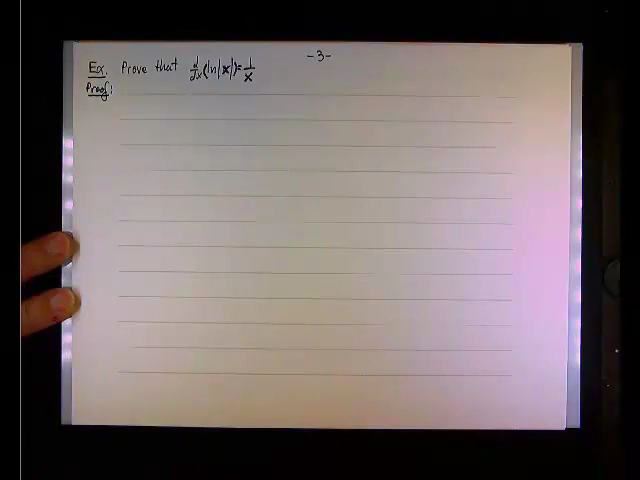 -3-
Ex. Prove that d/dx(ln|x|)=1/x
Proof: